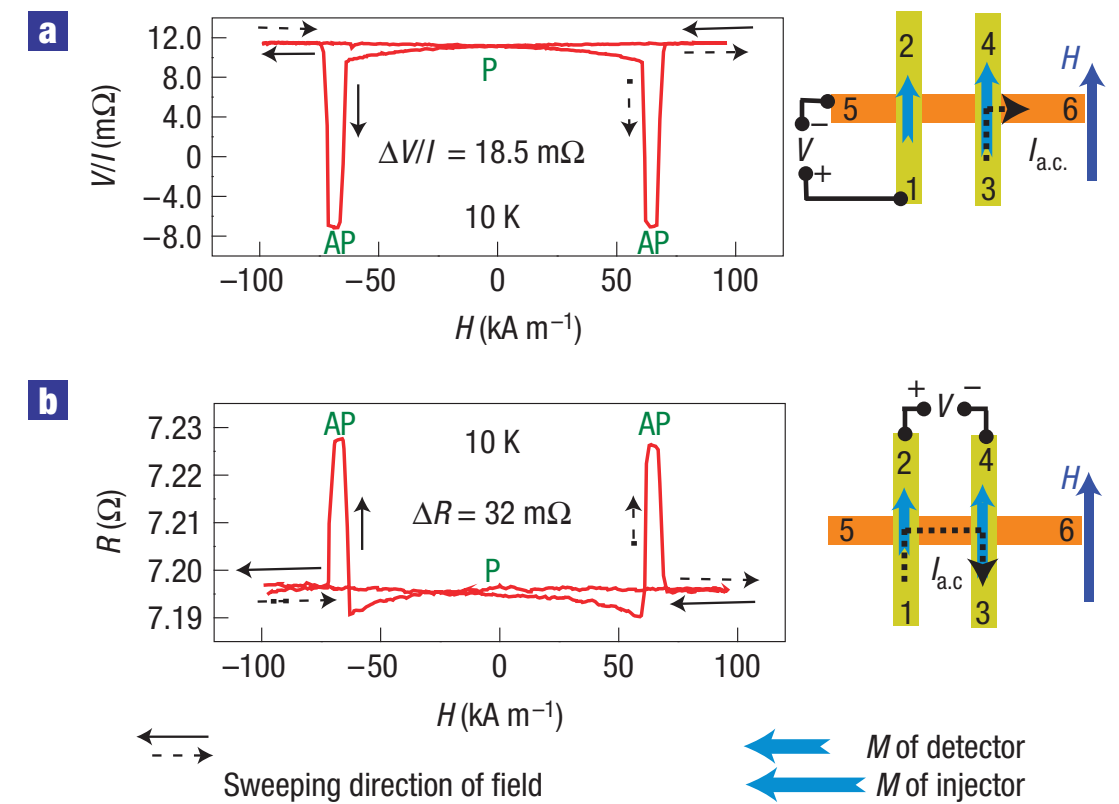 a
12.0
8.0
4.0
0
−4.0
−8.0
V/I (mΩ)
P
ΔV/I = 18.5 mΩ
10 K
AP
AP
−100
−50
0
50
100
H (kA m⁻¹)
2
4
H
5
6
−
V
+
1
3
Ia.c.
b
7.23
7.22
7.21
7.20
7.19
R (Ω)
AP
AP
10 K
ΔR = 32 mΩ
P
−100
−50
0
50
100
H (kA m⁻¹)
+ V −
2
4
H
5
6
Ia.c
1
3
Sweeping direction of field
M of detector
M of injector